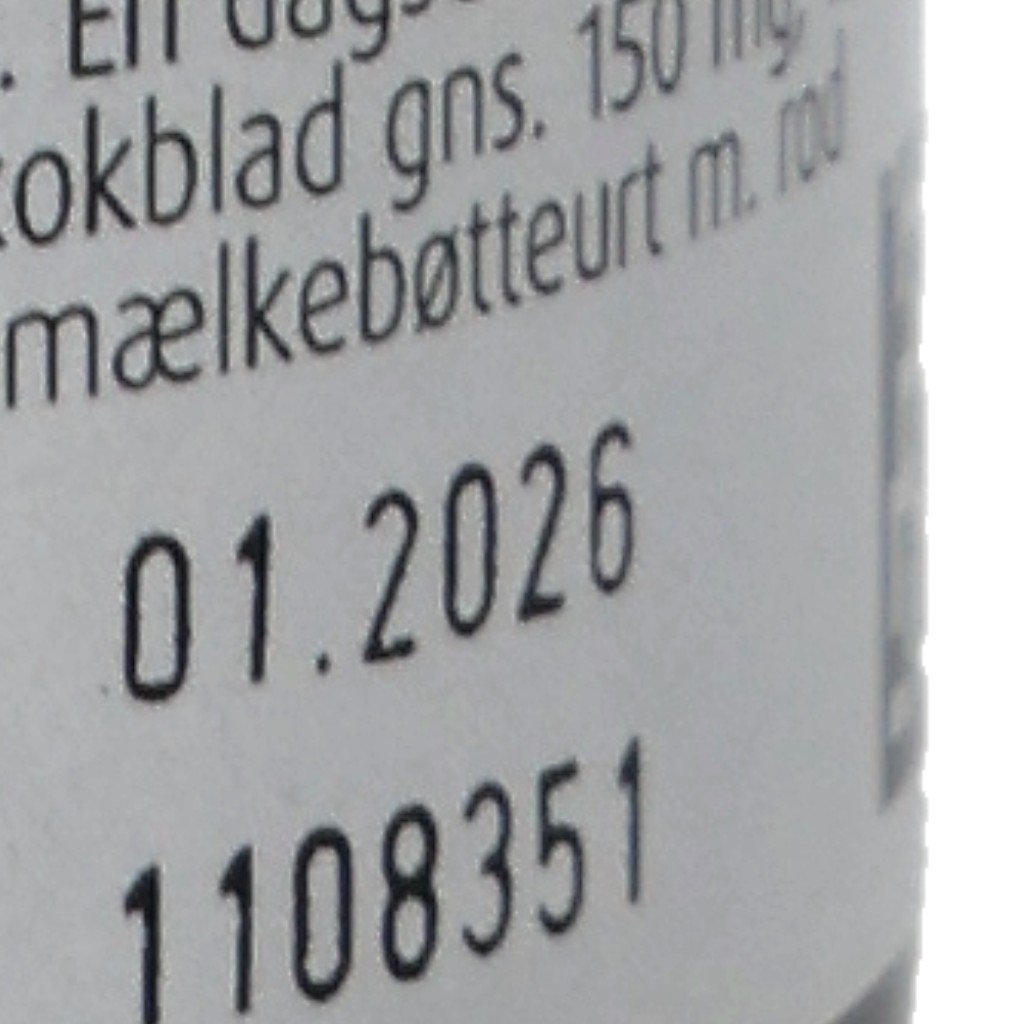 . En dags
kokblad gns. 150 mg,
mælkebøtteurt m. rod
01.2026
1108351